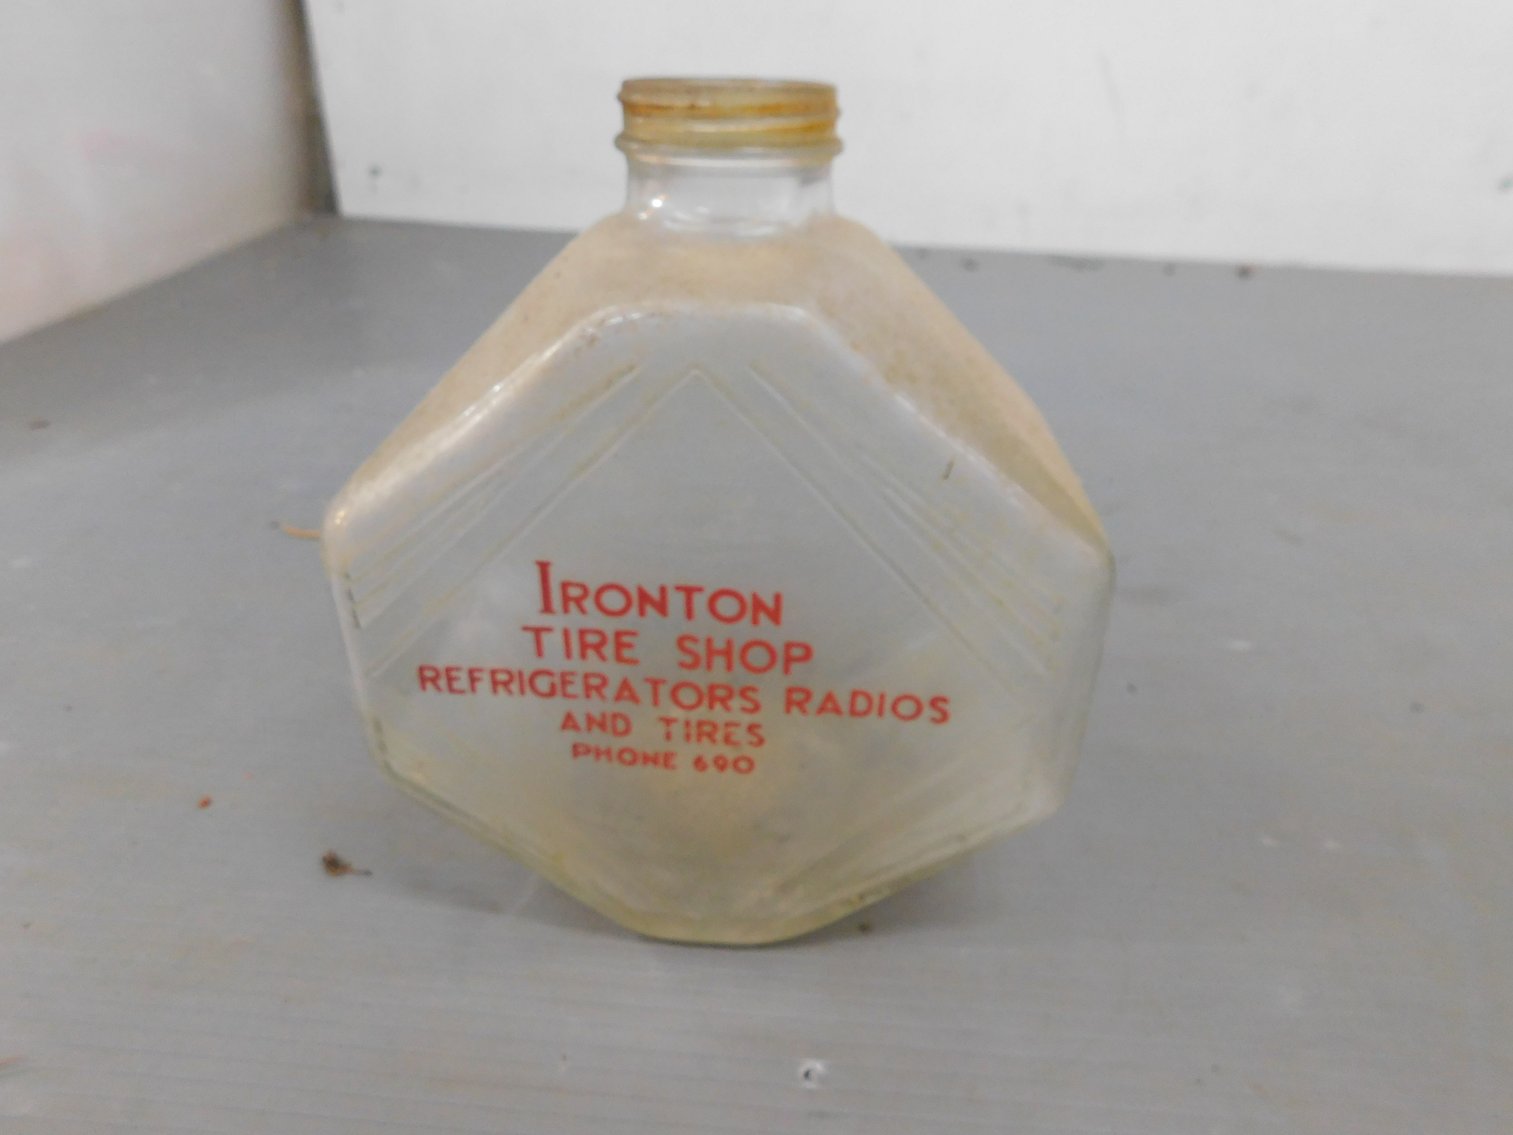 IRONTON
TIRE SHOP
REFRIGERATORS RADIOS
AND TIRES
PHONE 690